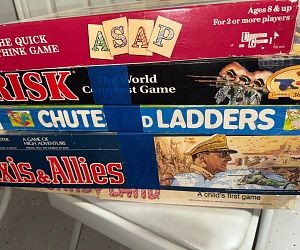 Ages 8 & up
For 2 or more players
THE QUICK
THINK GAME
ASAP
RISK
The World
Conquest Game
CHUTE D LADDERS
A GAME OF
HIGH ADVENTURE
xis & Allies
A child's first game